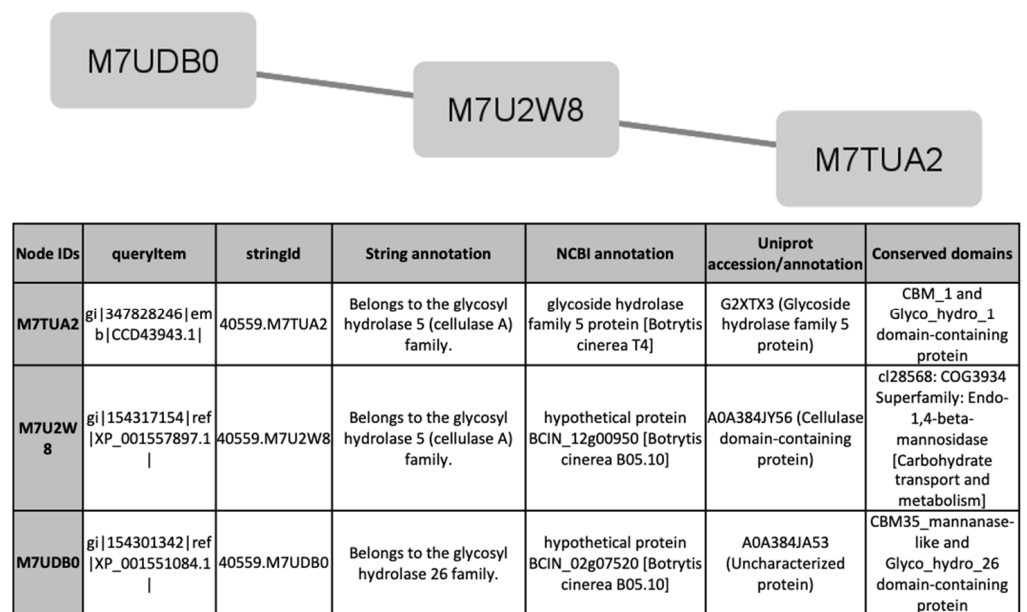 M7UDB0
M7U2W8
M7TUA2
Node IDs queryItem stringId String annotation NCBI annotation Uniprot accession/annotation Conserved domains
M7TUA2
gi|347828246|em
b|CCD43943.1|
40559.M7TUA2
Belongs to the glycosyl
hydrolase 5 (cellulase A)
family.
glycoside hydrolase
family 5 protein [Botrytis
cinerea T4]
G2XTX3 (Glycoside
hydrolase family 5
protein)
CBM_1 and
Glyco_hydro_1
domain-containing
protein
M7U2W
8
gi|154317154|ref
|XP_001557897.1
|
40559.M7U2W8
Belongs to the glycosyl
hydrolase 5 (cellulase A)
family.
hypothetical protein
BCIN_12g00950 [Botrytis
cinerea B05.10]
A0A384JY56 (Cellulase
domain-containing
protein)
cl28568: COG3934
Superfamily: Endo-
1,4-beta-
mannosidase
[Carbohydrate
transport and
metabolism]
M7UDB0
gi|154301342|ref
|XP_001551084.1
|
40559.M7UDB0
Belongs to the glycosyl
hydrolase 26 family.
hypothetical protein
BCIN_02g07520 [Botrytis
cinerea B05.10]
A0A384JA53
(Uncharacterized
protein)
CBM35_mannanase-
like and
Glyco_hydro_26
domain-containing
protein